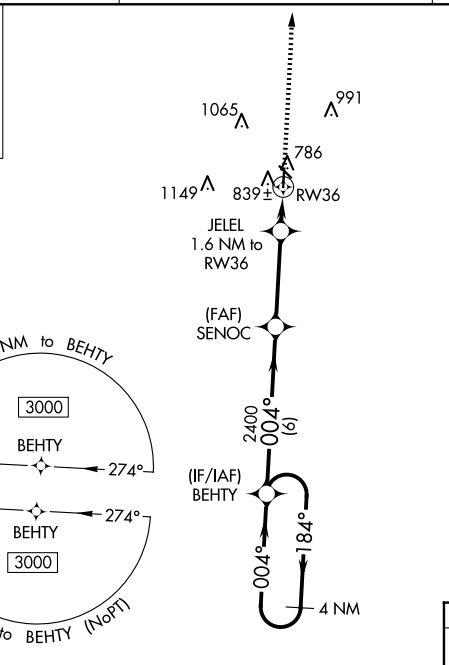 1065
991
786
1149
839±
RW36
JELEL
1.6 NM to
RW36
(FAF)
SENOC
NM to BEHTY
3000
2400
004°
(6)
BEHTY
274°
(IF/IAF)
BEHTY
274°
BEHTY
3000
004°
184°
4 NM
to BEHTY (NoPT)